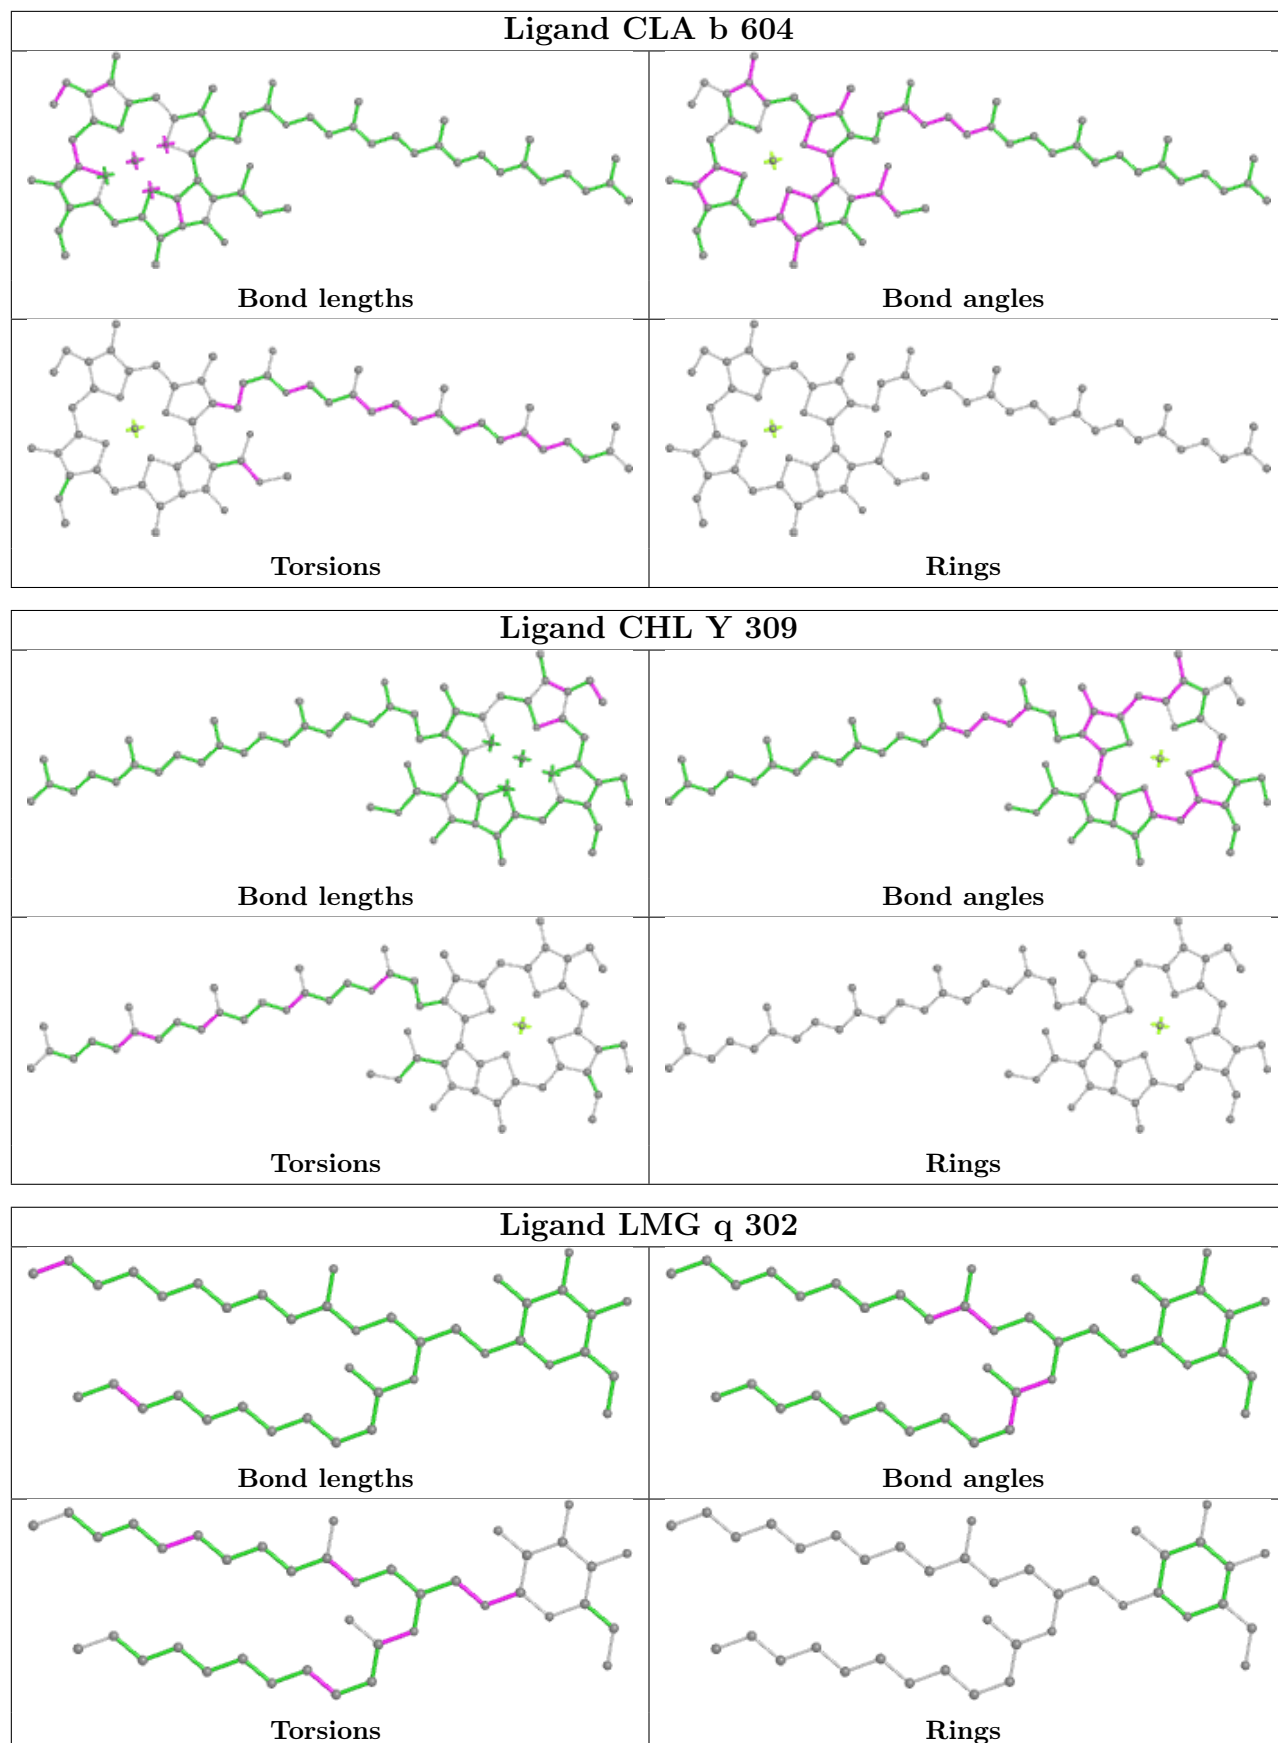 Ligand CLA b 604
Bond lengths
Bond angles
Torsions
Rings
Ligand CHL Y 309
Bond lengths
Bond angles
Torsions
Rings
Ligand LMG q 302
Bond lengths
Bond angles
Torsions
Rings